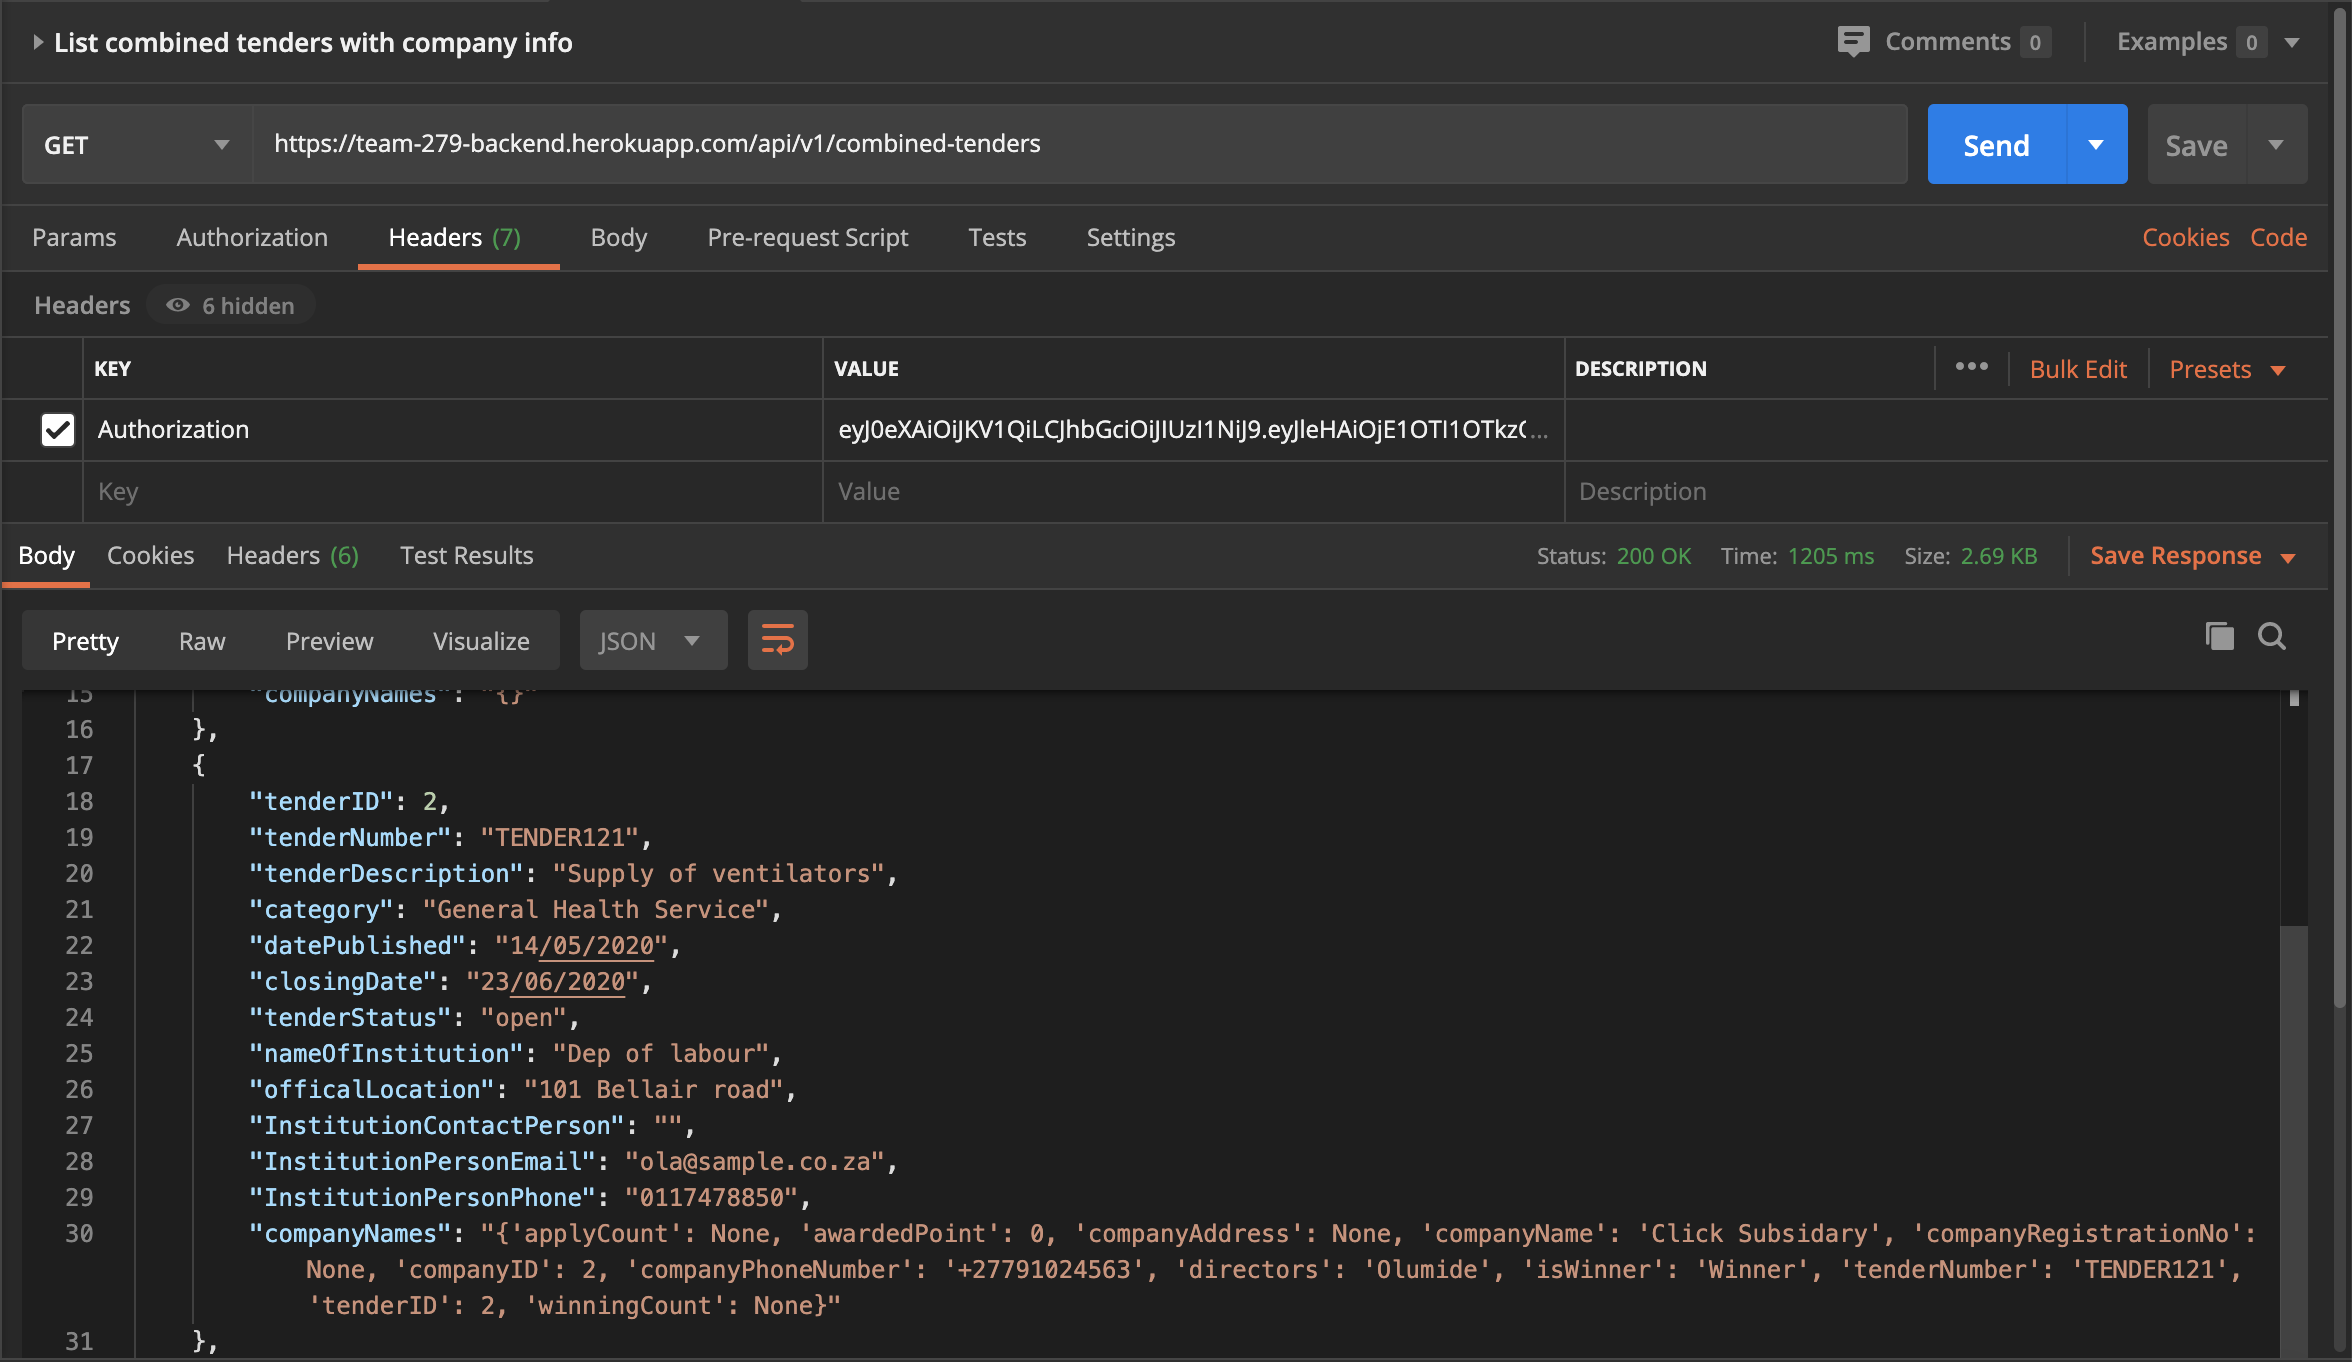 List combined tenders with company info
Comments 0
Examples 0
GET
https://team-279-backend.herokuapp.com/api/v1/combined-tenders
Send
Save
Params Authorization Headers (7) Body Pre-request Script Tests Settings
Cookies Code
Headers 6 hidden
KEY VALUE DESCRIPTION ••• Bulk Edit Presets
Authorization eyJ0eXAiOiJKV1QiLCJhbGciOiJIUzI1NiJ9.eyJleHAiOjE1OTI1OTkz...
Key Value Description
Body Cookies Headers (6) Test Results
Status: 200 OK Time: 1205 ms Size: 2.69 KB Save Response
Pretty Raw Preview Visualize JSON
15 "companyNames": "{}"
16 },
17 {
18 "tenderID": 2,
19 "tenderNumber": "TENDER121",
20 "tenderDescription": "Supply of ventilators",
21 "category": "General Health Service",
22 "datePublished": "14/05/2020",
23 "closingDate": "23/06/2020",
24 "tenderStatus": "open",
25 "nameOfInstitution": "Dep of labour",
26 "officalLocation": "101 Bellair road",
27 "InstitutionContactPerson": "",
28 "InstitutionPersonEmail": "ola@sample.co.za",
29 "InstitutionPersonPhone": "0117478850",
30 "companyNames": "{'applyCount': None, 'awardedPoint': 0, 'companyAddress': None, 'companyName': 'Click Subsidary', 'companyRegistrationNo':
None, 'companyID': 2, 'companyPhoneNumber': '+27791024563', 'directors': 'Olumide', 'isWinner': 'Winner', 'tenderNumber': 'TENDER121',
'tenderID': 2, 'winningCount': None}"
31 },